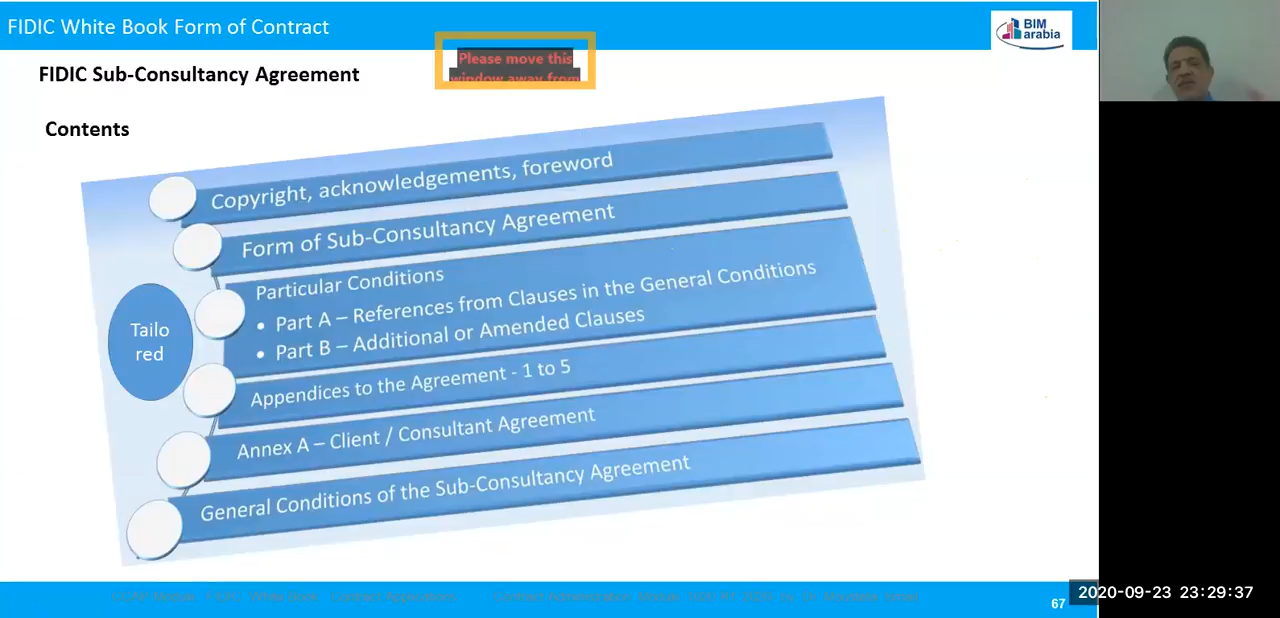 FIDIC White Book Form of Contract
BIM
arabia
Please move this
window away from
FIDIC Sub-Consultancy Agreement
Contents
Copyright, acknowledgements, foreword
Form of Sub-Consultancy Agreement
Particular Conditions
• Part A – References from Clauses in the General Conditions
• Part B – Additional or Amended Clauses
Tailo
red
Appendices to the Agreement - 1 to 5
Annex A – Client / Consultant Agreement
General Conditions of the Sub-Consultancy Agreement
67
2020-09-23 23:29:37